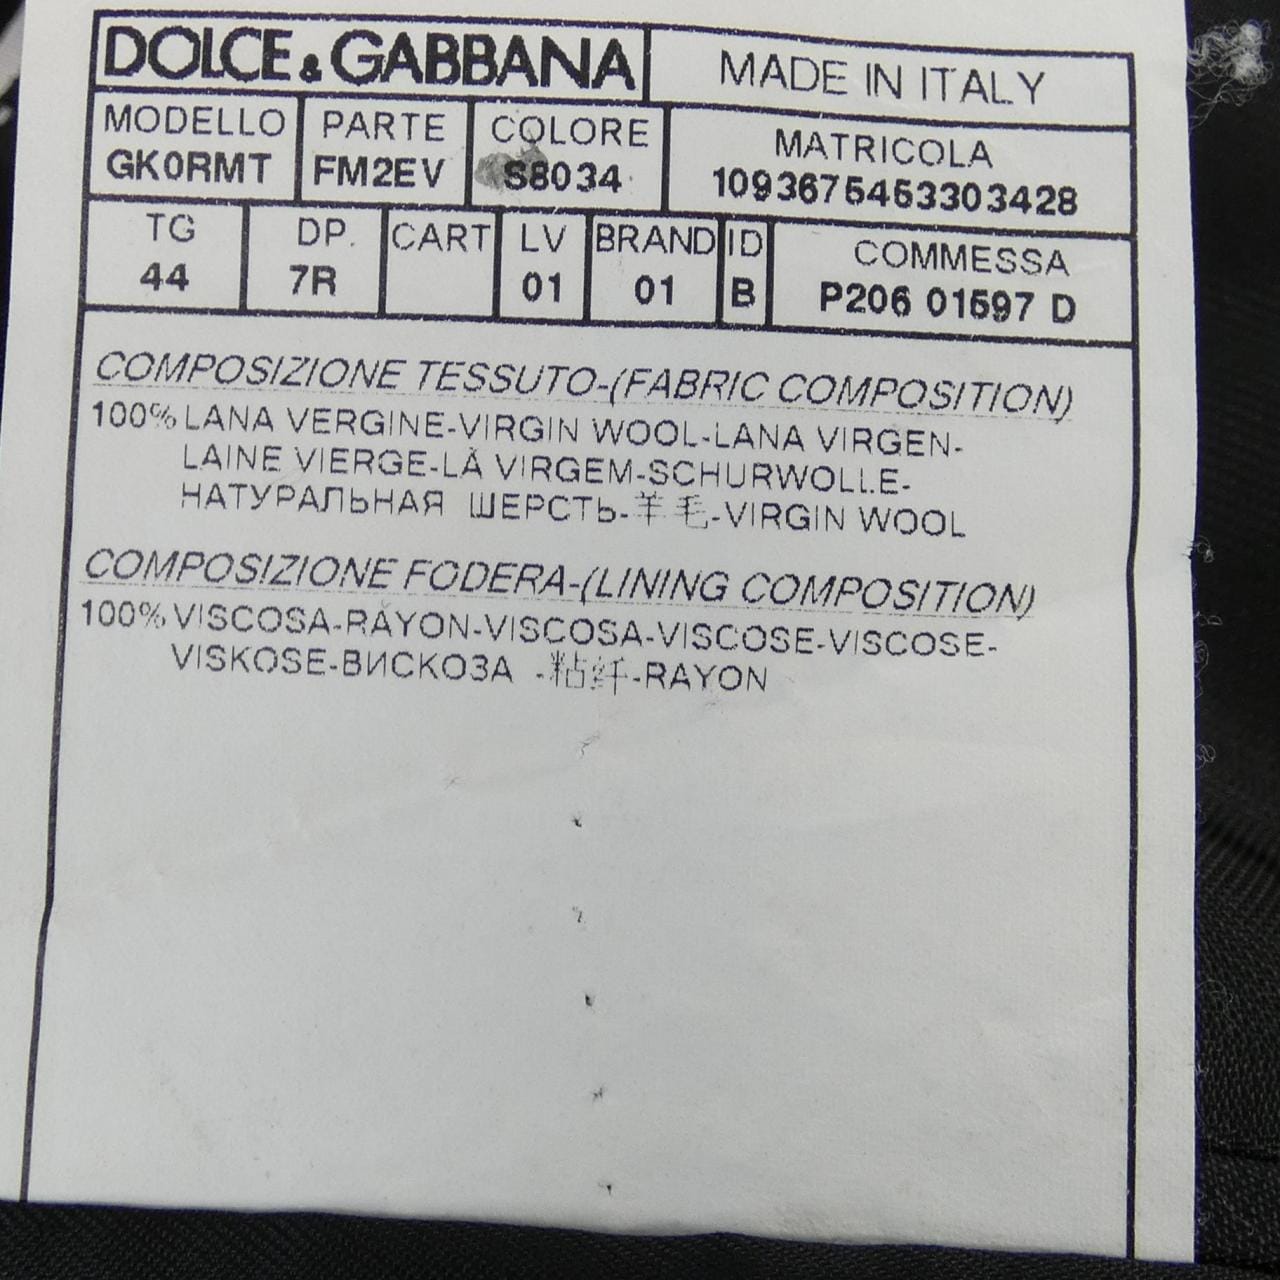 DOLCE & GABBANA MADE IN ITALY
MODELLO PARTE COLORE MATRICOLA
GK0RMT FM2EV S8034 1093675453303428
TG DP. CART LV BRAND ID COMMESSA
44 7R 01 01 B P206 01597 D
COMPOSIZIONE TESSUTO-(FABRIC COMPOSITION)
100% LANA VERGINE-VIRGIN WOOL-LANA VIRGEN-
LAINE VIERGE-LÃ VIRGEM-SCHURWOLLE-
НАТУРАЛЬНАЯ ШЕРСТЬ-羊毛-VIRGIN WOOL
COMPOSIZIONE FODERA-(LINING COMPOSITION)
100% VISCOSA-RAYON-VISCOSA-VISCOSE-VISCOSE-
VISKOSE-ВИСКОЗА -粘纤-RAYON